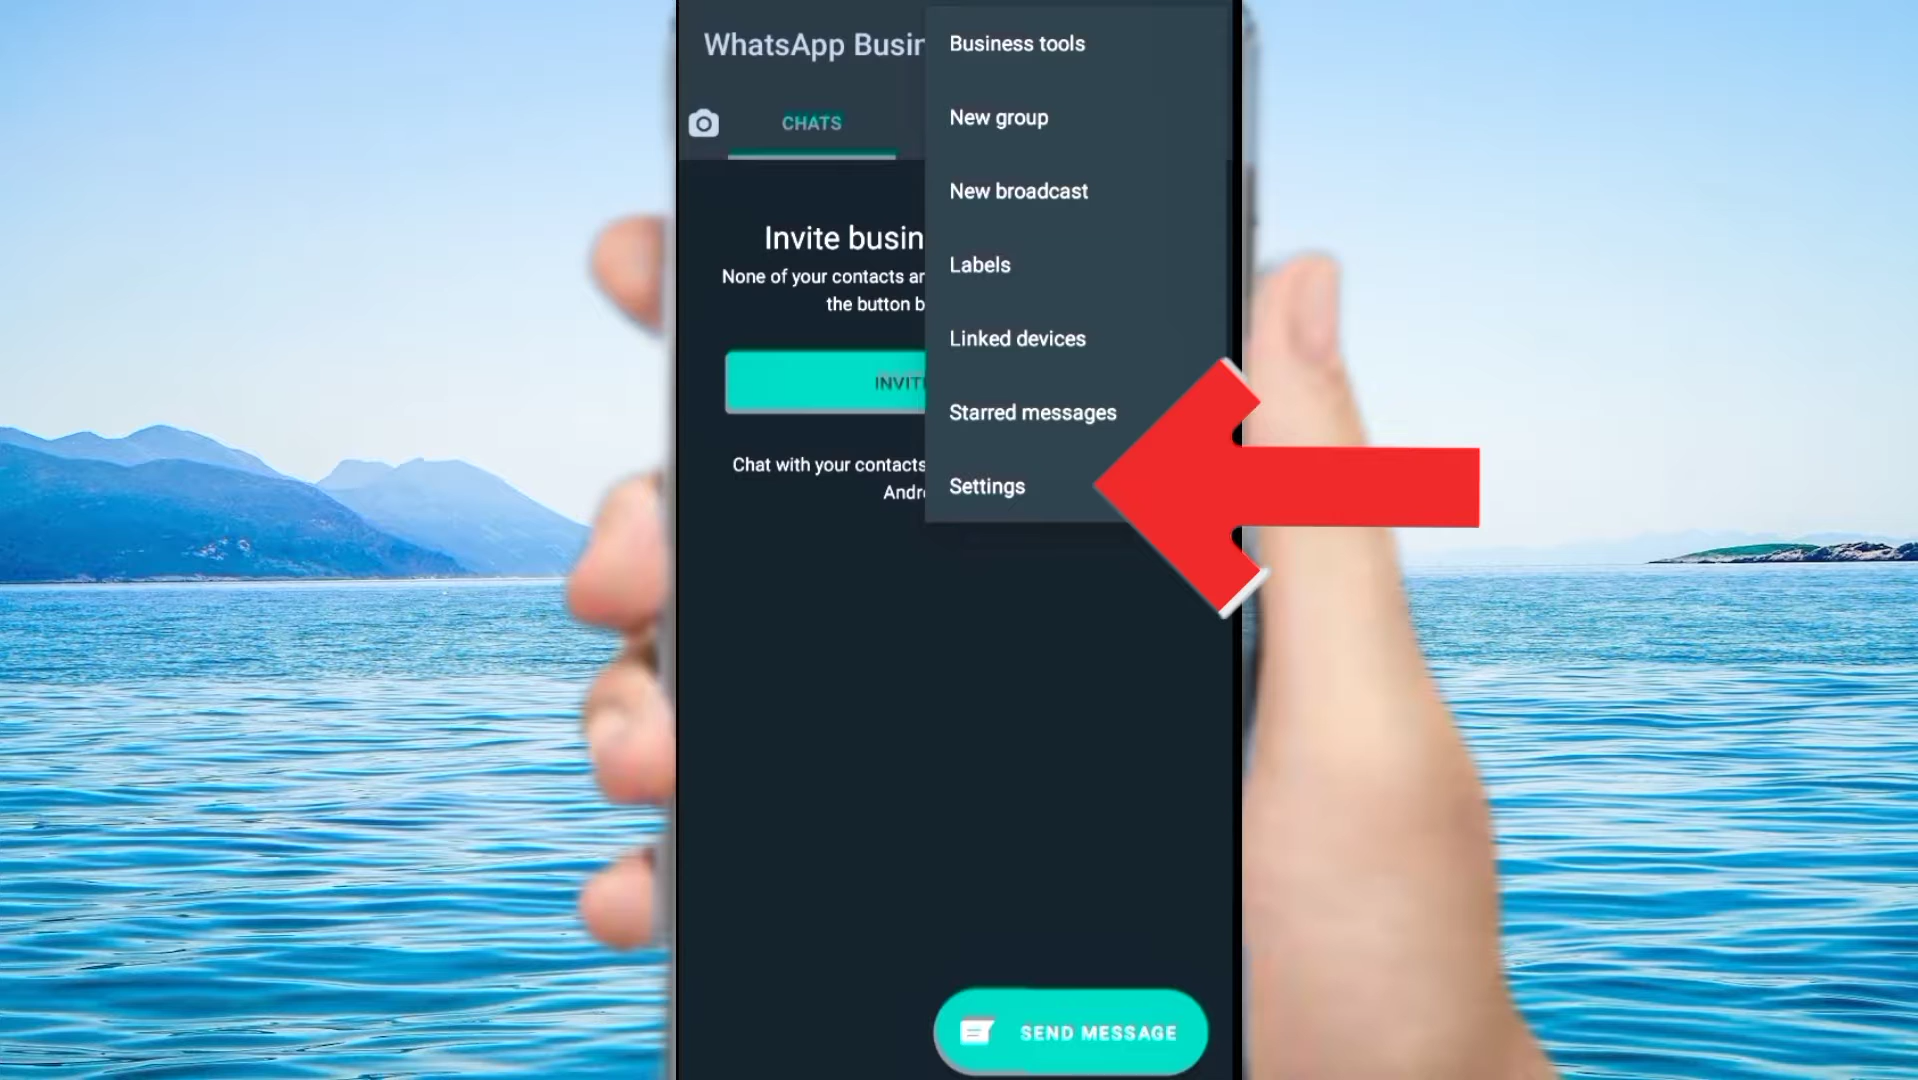 WhatsApp Busin
CHATS
Invite busin
None of your contacts ar
the button b
INVIT
Chat with your contacts
Andr
Business tools
New group
New broadcast
Labels
Linked devices
Starred messages
Settings
SEND MESSAGE